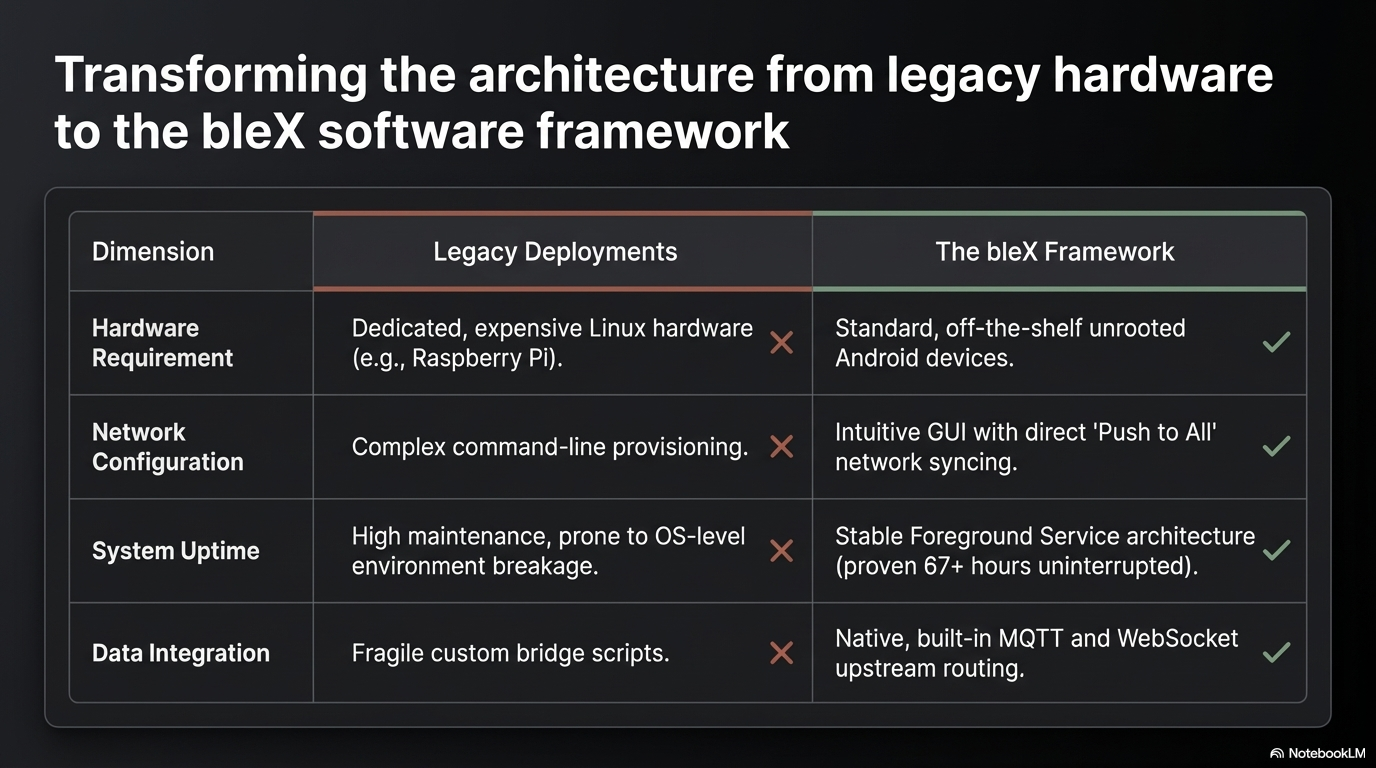 Transforming the architecture from legacy hardware
to the bleX software framework
Dimension
Legacy Deployments
The bleX Framework
Hardware
Requirement
Dedicated, expensive Linux hardware
(e.g., Raspberry Pi).
Standard, off-the-shelf unrooted
Android devices.
Network
Configuration
Complex command-line provisioning.
Intuitive GUI with direct 'Push to All'
network syncing.
System Uptime
High maintenance, prone to OS-level
environment breakage.
Stable Foreground Service architecture
(proven 67+ hours uninterrupted).
Data Integration
Fragile custom bridge scripts.
Native, built-in MQTT and WebSocket
upstream routing.
NotebookLM